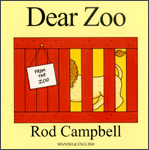 Dear Zoo
FROM THE
ZOO
Rod Campbell
SPANISH & ENGLISH